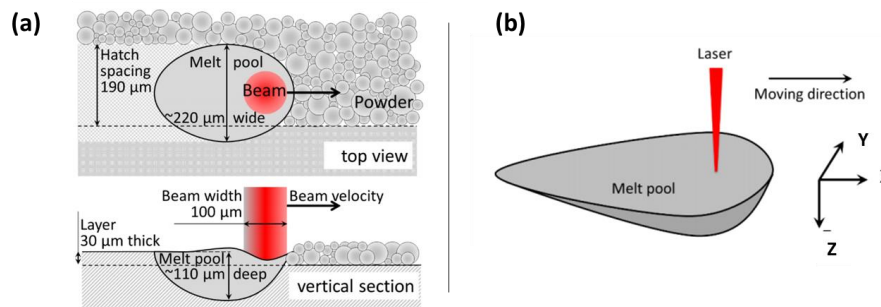 (a)
Hatch
spacing
190 µm
Melt pool
Beam
Powder
~220 µm wide
top view
Beam width
100 µm
Beam velocity
Layer
30 µm thick
Melt pool
~110 µm deep
vertical section
(b)
Laser
Moving direction
Melt pool
Y
Z